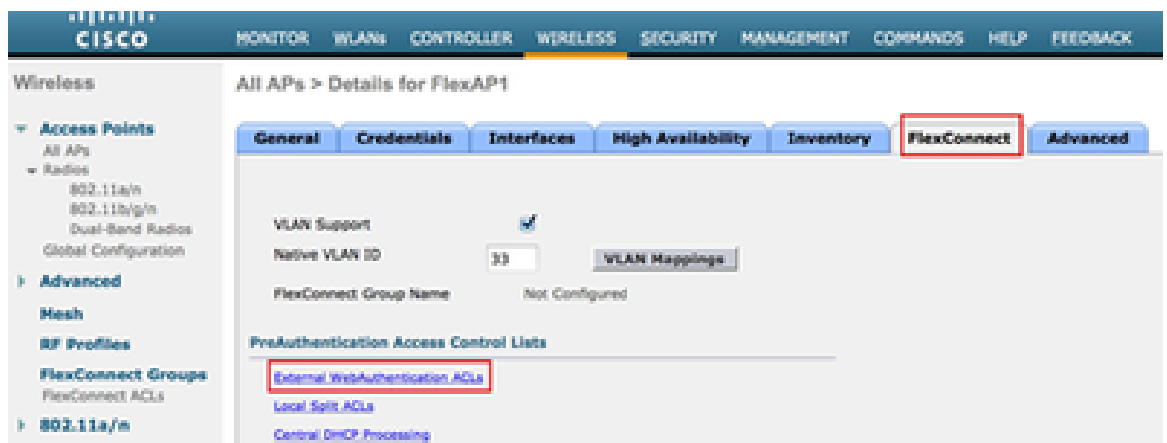 CISCO
MONITOR WLANs CONTROLLER WIRELESS SECURITY MANAGEMENT COMMANDS HELP FEEDBACK
Wireless
All APs > Details for FlexAP1
Access Points
All APs
Radios
802.11a/n
802.11b/g/n
Dual-Band Radios
Global Configuration
Advanced
Mesh
RF Profiles
FlexConnect Groups
FlexConnect ACLs
802.11a/n
General Credentials Interfaces High Availability Inventory FlexConnect Advanced
VLAN Support
Native VLAN ID 33 VLAN Mappings
FlexConnect Group Name Not Configured
PreAuthentication Access Control Lists
External WebAuthentication ACLs
Local Split ACLs
Central DHCP Processing